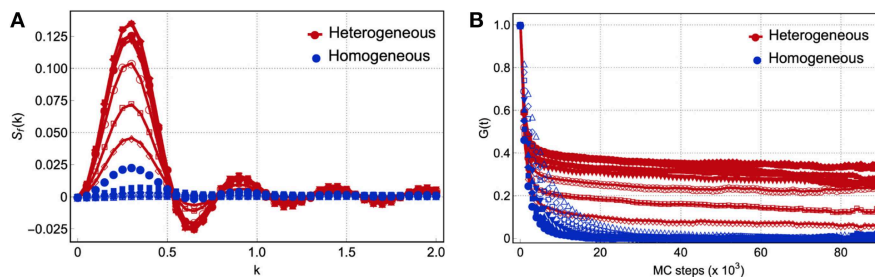 A
B
0.125
0.100
0.075
0.050
0.025
0
−0.025
S_f(k)
Heterogeneous
Homogeneous
0 0.5 1.0 1.5 2.0
k
1.0
0.8
0.6
0.4
0.2
0
G(t)
Heterogeneous
Homogeneous
0 20 40 60 80
MC steps (x 10³)